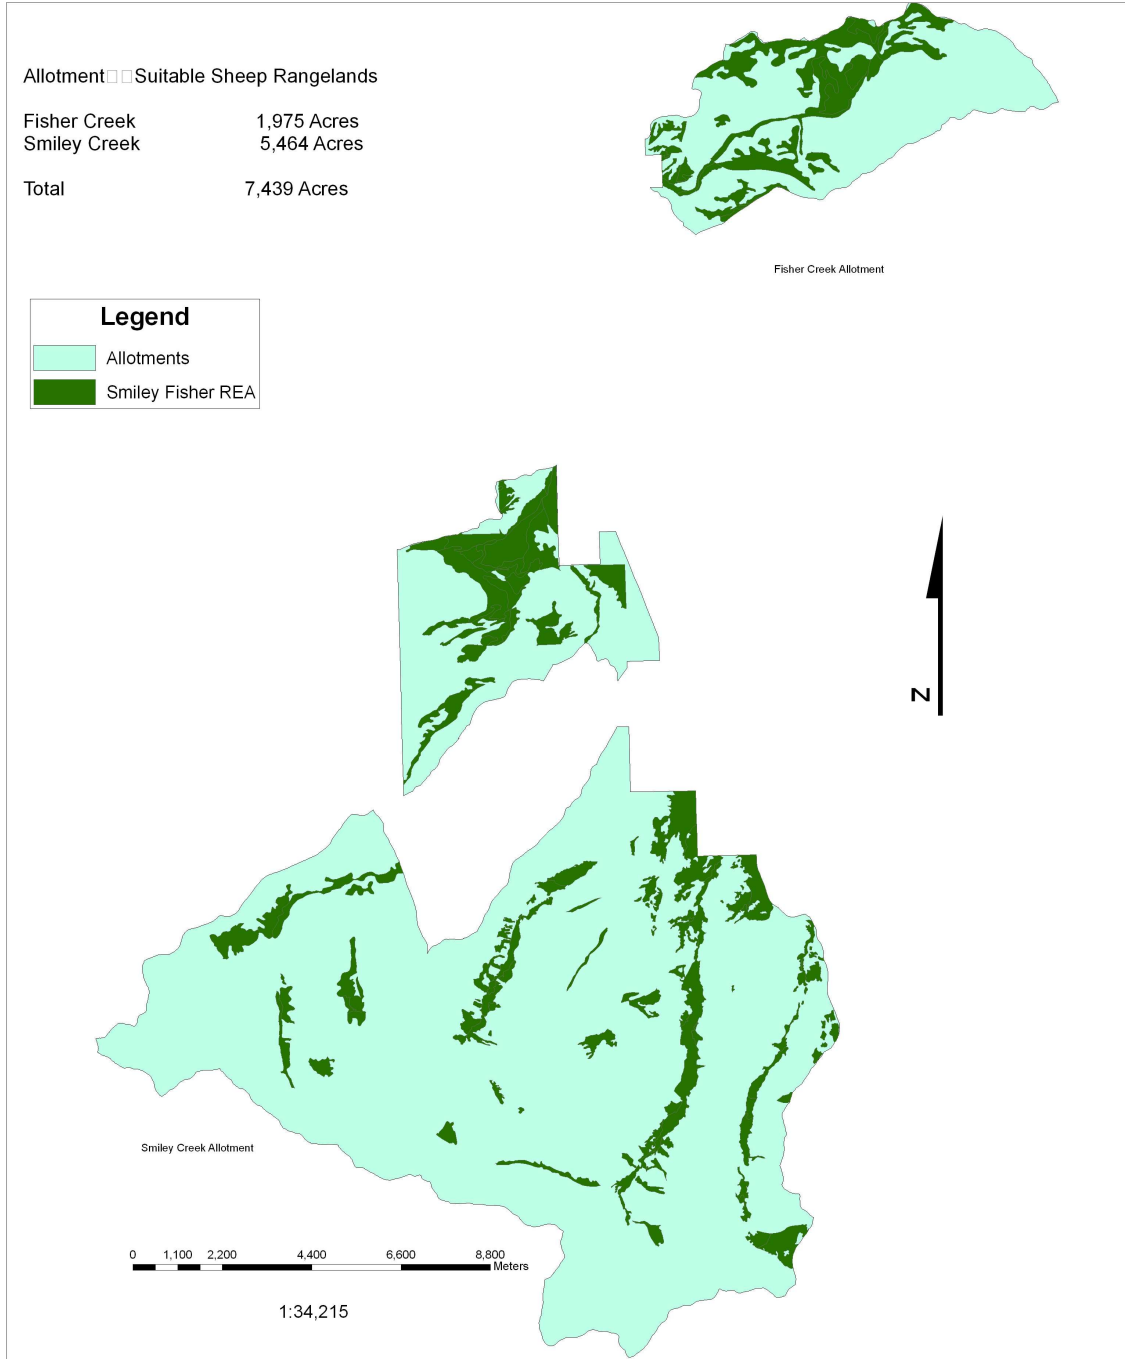 Allotment□□Suitable Sheep Rangelands
Fisher Creek 1,975 Acres
Smiley Creek 5,464 Acres
Total 7,439 Acres
Fisher Creek Allotment
Legend
Allotments
Smiley Fisher REA
N
Smiley Creek Allotment
0 1,100 2,200 4,400 6,600 8,800
Meters
1:34,215